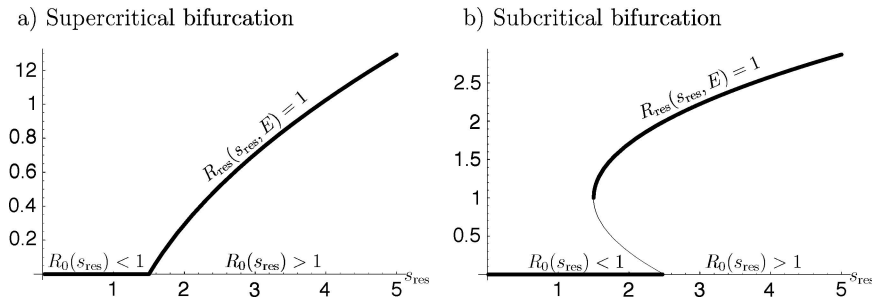 a) Supercritical bifurcation
12
1
0.8
0.6
0.4
0.2
R_res(s_res, E) = 1
R_0(s_res) < 1
R_0(s_res) > 1
1
2
3
4
5
s_res
b) Subcritical bifurcation
2.5
2
1.5
1
0.5
R_res(s_res, E) = 1
R_0(s_res) < 1
R_0(s_res) > 1
1
2
3
4
5
s_res